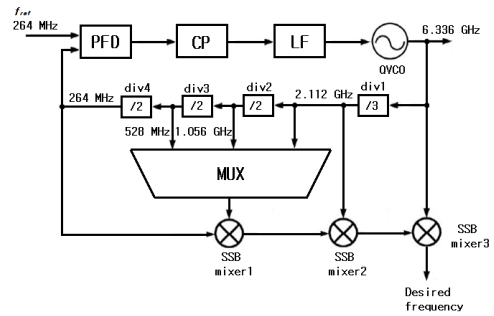 fref
264 MHz
PFD
CP
LF
QVCO
6.336 GHz
264 MHz
div4
/2
div3
/2
div2
/2
2.112 GHz
div1
/3
528 MHz
1.056 GHz
MUX
SSB
mixer1
SSB
mixer2
SSB
mixer3
Desired
frequency